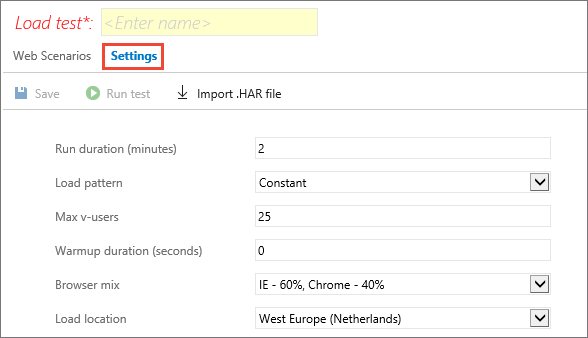 Load test*: <Enter name>
Web Scenarios Settings
Save Run test Import .HAR file
Run duration (minutes) 2
Load pattern Constant
Max v-users 25
Warmup duration (seconds) 0
Browser mix IE - 60%, Chrome - 40%
Load location West Europe (Netherlands)